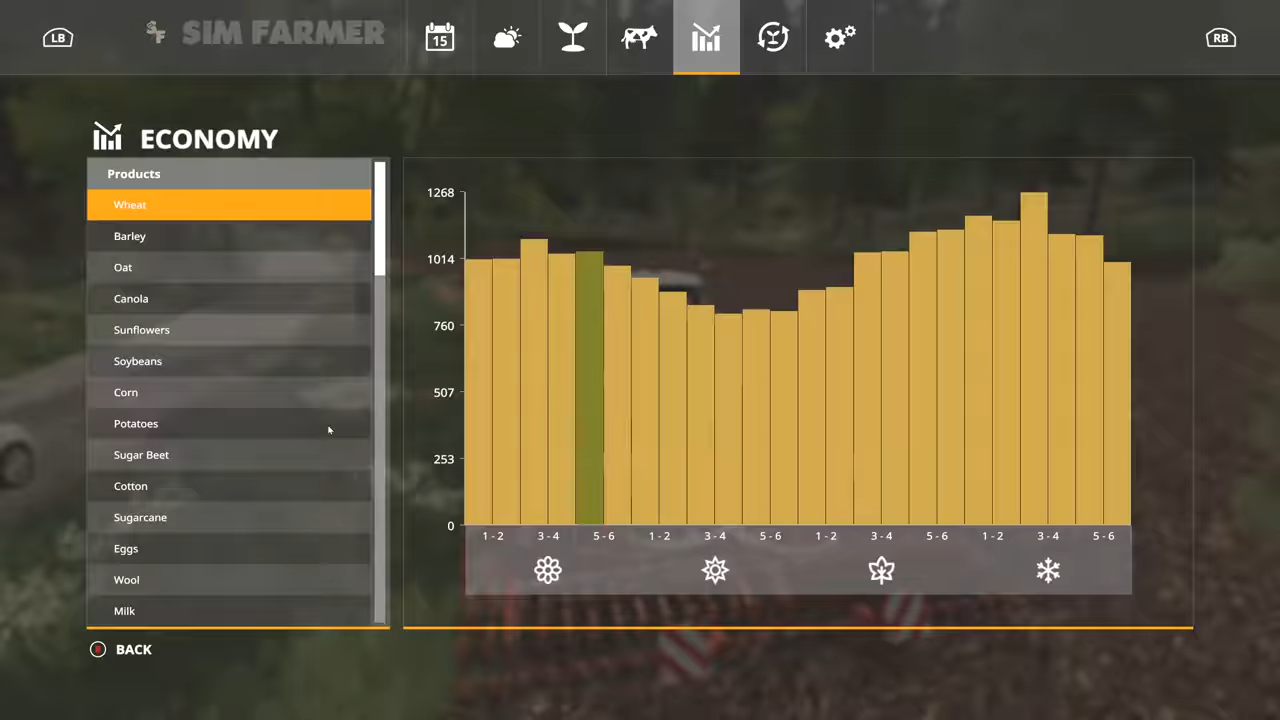 LB
SF SIM FARMER
15
RB
ECONOMY
Products
Wheat
Barley
Oat
Canola
Sunflowers
Soybeans
Corn
Potatoes
Sugar Beet
Cotton
Sugarcane
Eggs
Wool
Milk
1268
1014
760
507
253
0
1 - 2 3 - 4 5 - 6 1 - 2 3 - 4 5 - 6 1 - 2 3 - 4 5 - 6 1 - 2 3 - 4 5 - 6
BACK